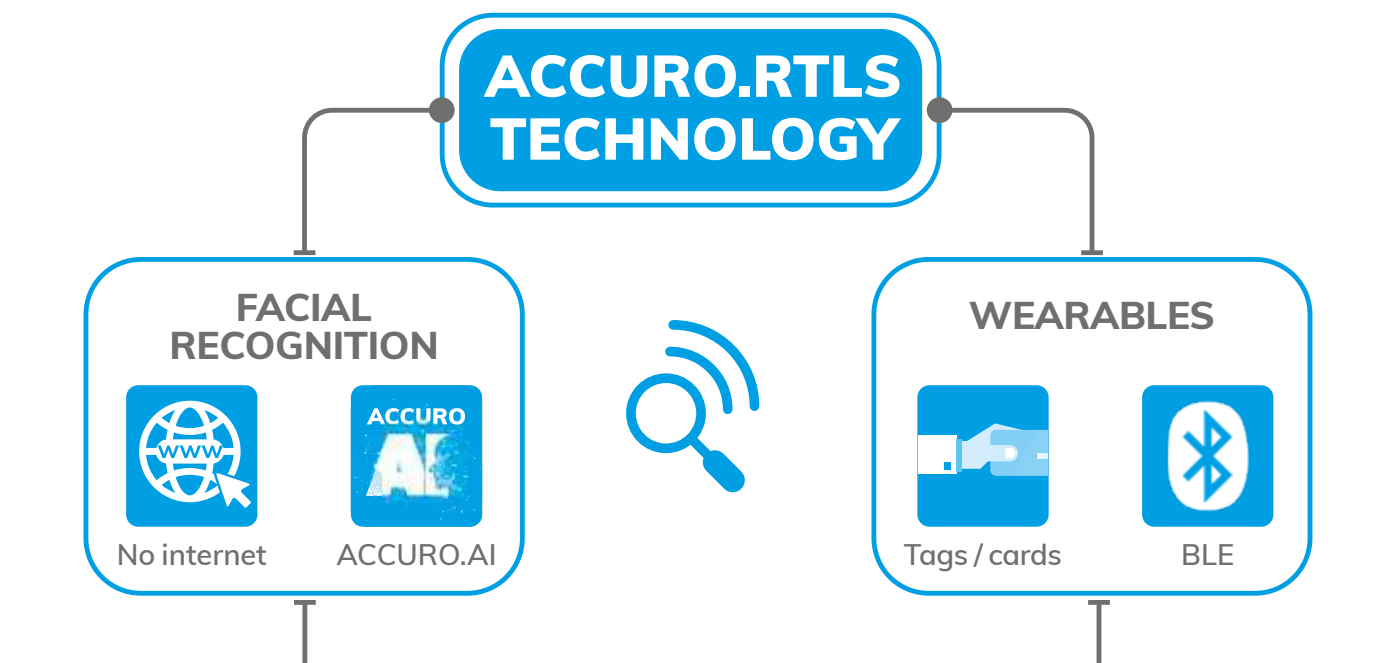 ACCURO.RTLS
TECHNOLOGY
FACIAL
RECOGNITION
WWW
ACCURO
AI
No internet
ACCURO.AI
WEARABLES
Tags / cards
BLE